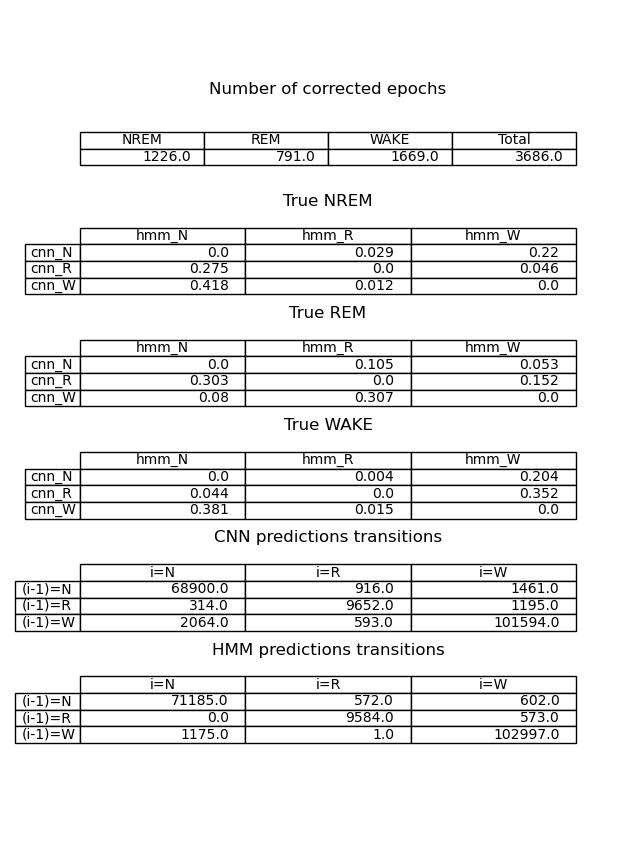 Number of corrected epochs
NREM REM WAKE Total
1226.0 791.0 1669.0 3686.0
True NREM
hmm_N hmm_R hmm_W
cnn_N 0.0 0.029 0.22
cnn_R 0.275 0.0 0.046
cnn_W 0.418 0.012 0.0
True REM
hmm_N hmm_R hmm_W
cnn_N 0.0 0.105 0.053
cnn_R 0.303 0.0 0.152
cnn_W 0.08 0.307 0.0
True WAKE
hmm_N hmm_R hmm_W
cnn_N 0.0 0.004 0.204
cnn_R 0.044 0.0 0.352
cnn_W 0.381 0.015 0.0
CNN predictions transitions
i=N i=R i=W
(i-1)=N 68900.0 916.0 1461.0
(i-1)=R 314.0 9652.0 1195.0
(i-1)=W 2064.0 593.0 101594.0
HMM predictions transitions
i=N i=R i=W
(i-1)=N 71185.0 572.0 602.0
(i-1)=R 0.0 9584.0 573.0
(i-1)=W 1175.0 1.0 102997.0